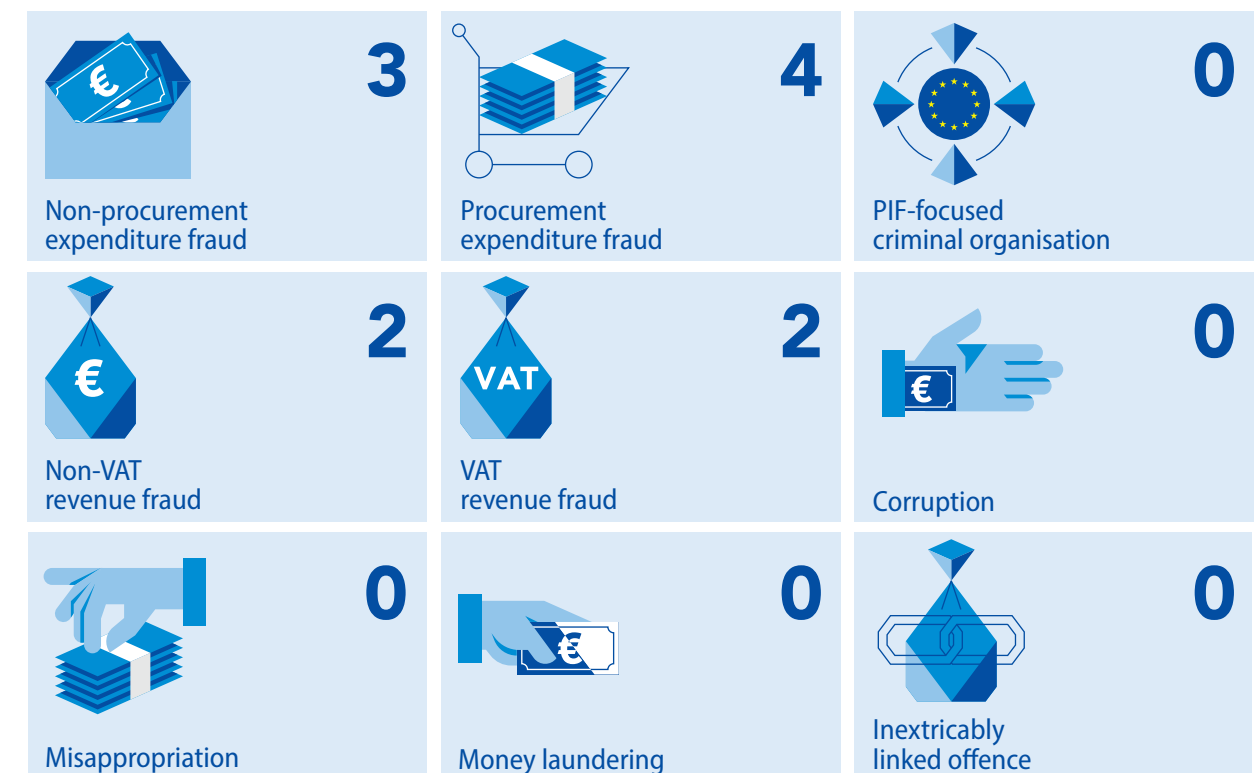 €
3
Non-procurement
expenditure fraud
4
Procurement
expenditure fraud
0
PIF-focused
criminal organisation
€
2
Non-VAT
revenue fraud
VAT
2
VAT
revenue fraud
€
0
Corruption
0
Misappropriation
€
0
Money laundering
0
Inextricably
linked offence